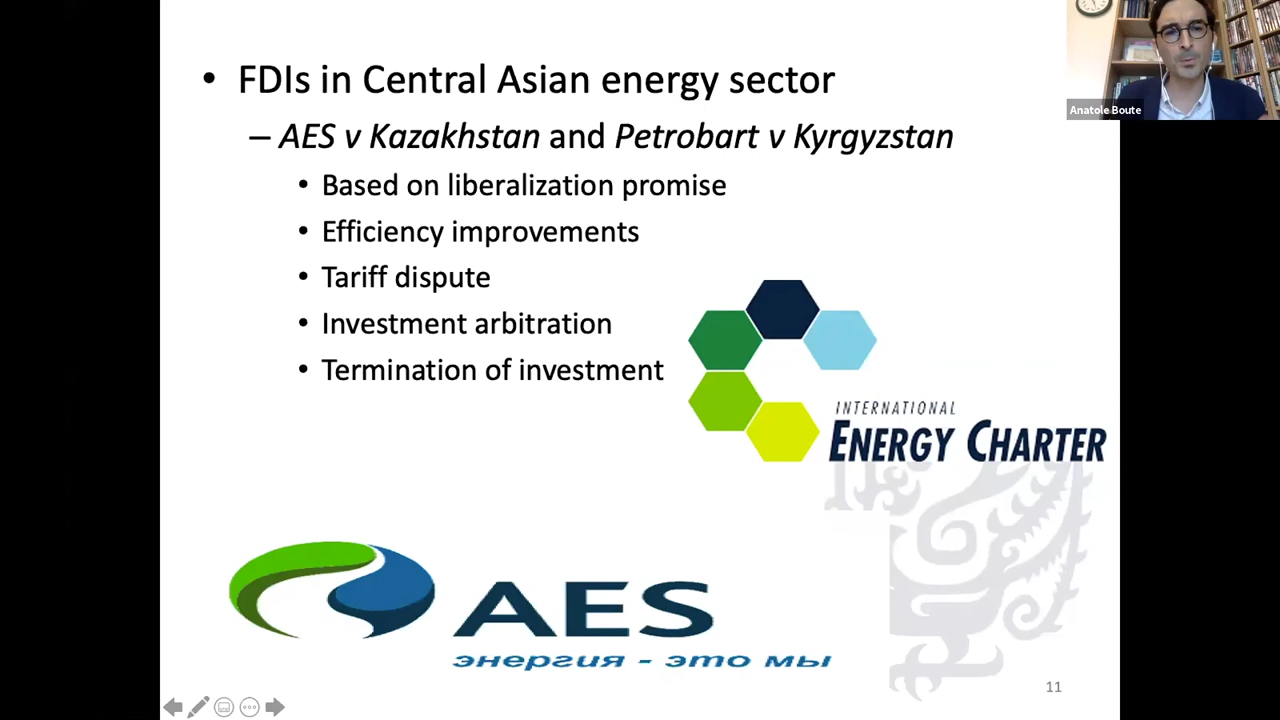 Anatole Boute
• FDIs in Central Asian energy sector
– AES v Kazakhstan and Petrobart v Kyrgyzstan
• Based on liberalization promise
• Efficiency improvements
• Tariff dispute
• Investment arbitration
• Termination of investment
INTERNATIONAL
ENERGY CHARTER
AES
энергия - это мы
11